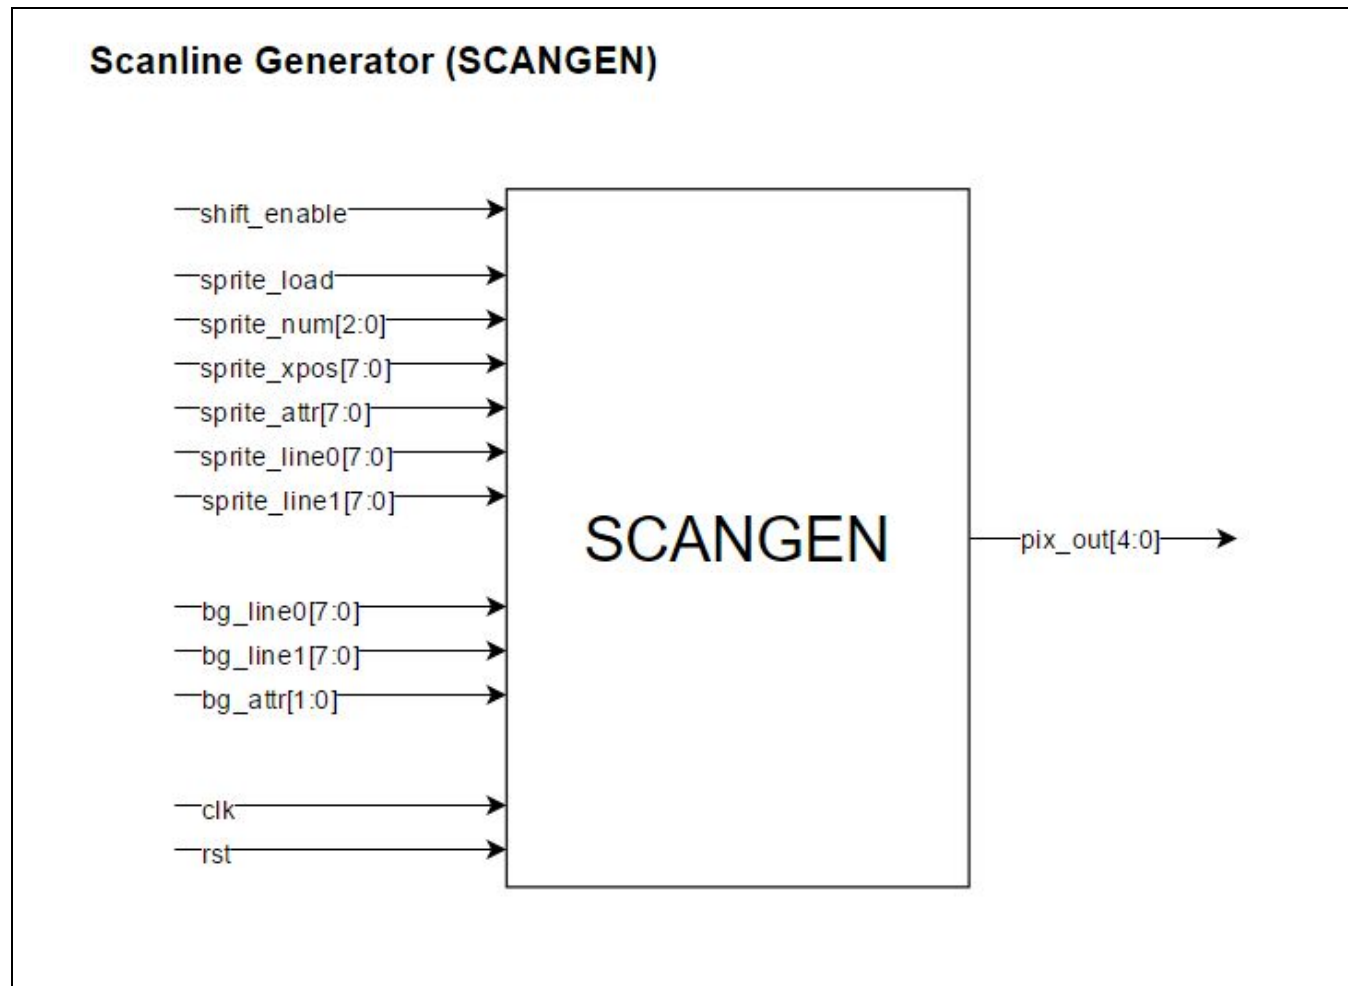 Scanline Generator (SCANGEN)
shift_enable
sprite_load
sprite_num[2:0]
sprite_xpos[7:0]
sprite_attr[7:0]
sprite_line0[7:0]
sprite_line1[7:0]
SCANGEN
pix_out[4:0]
bg_line0[7:0]
bg_line1[7:0]
bg_attr[1:0]
clk
rst